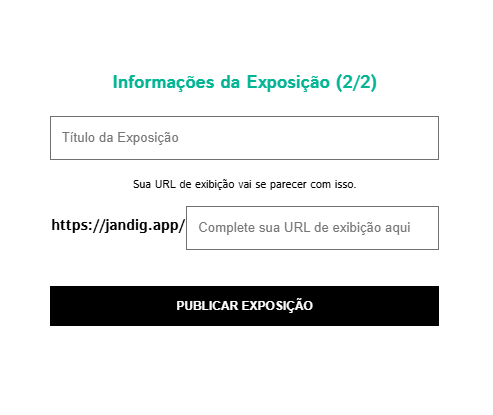 Informações da Exposição (2/2)
Título da Exposição
Sua URL de exibição vai se parecer com isso.
https://jandig.app/ Complete sua URL de exibição aqui
PUBLICAR EXPOSIÇÃO